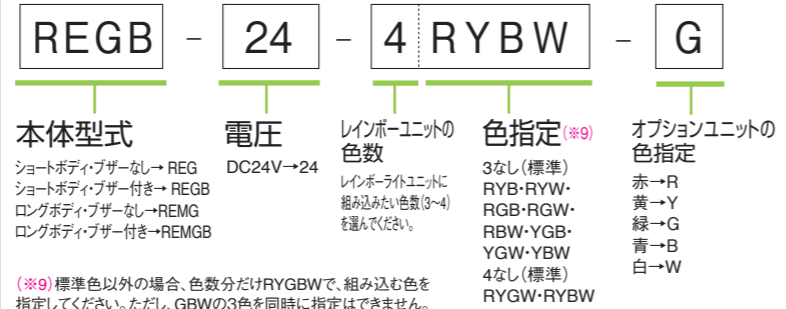 REGB - 24 - 4 RYBW - G
本体型式
ショートボディ・ブザーなし→ REG
ショートボディ・ブザー付き→ REGB
ロングボディ・ブザーなし→REMG
ロングボディ・ブザー付き→REMGB
電圧
DC24V→24
レインボーユニットの
色数
レインボーライトユニットに
組み込みたい色数(3~4)
を選んでください。
色指定(※9)
3なし(標準)
RYB・RYW・
RGB・RGW・
RBW・YGB・
YGW・YBW
4なし(標準)
RYGW・RYBW
オプションユニットの
色指定
赤→R
黄→Y
緑→G
青→B
白→W
(※9)標準色以外の場合、色数分だけRYGBWで、組み込む色を
指定してください。ただし、GBWの3色を同時に指定はできません。